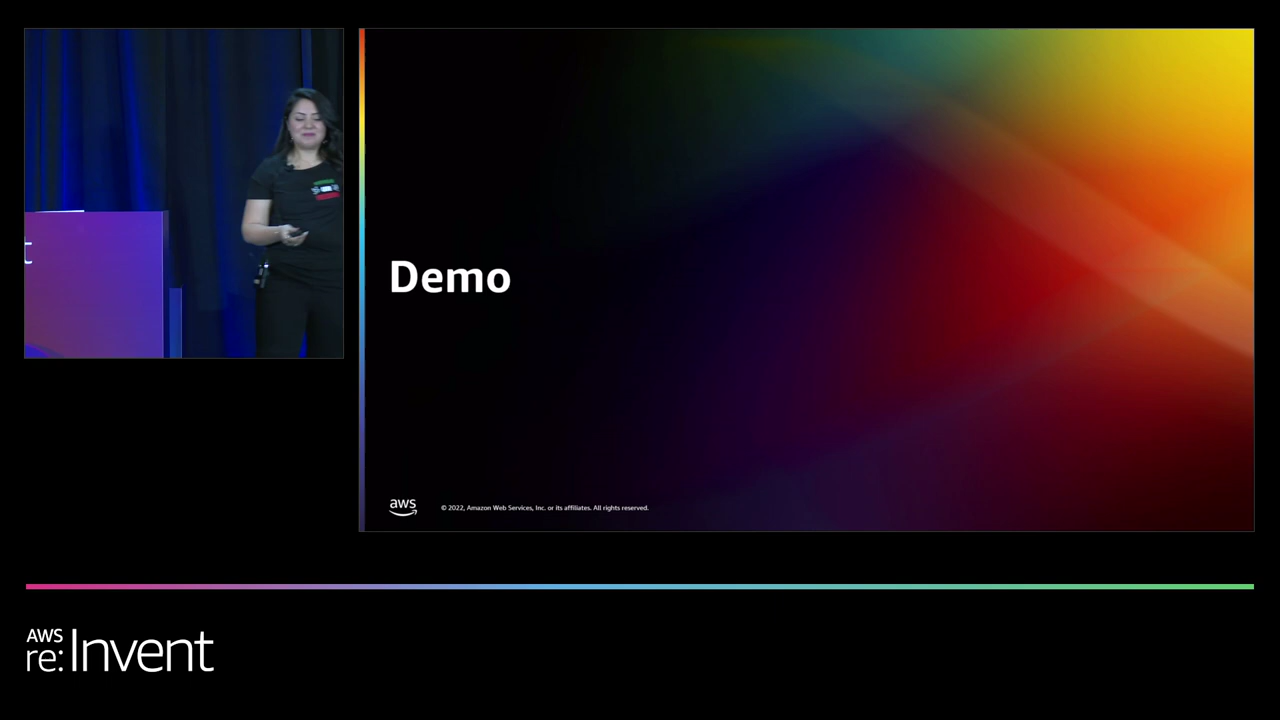 t
Demo
aws
© 2022, Amazon Web Services, Inc. or its affiliates. All rights reserved.
AWS
re:Invent